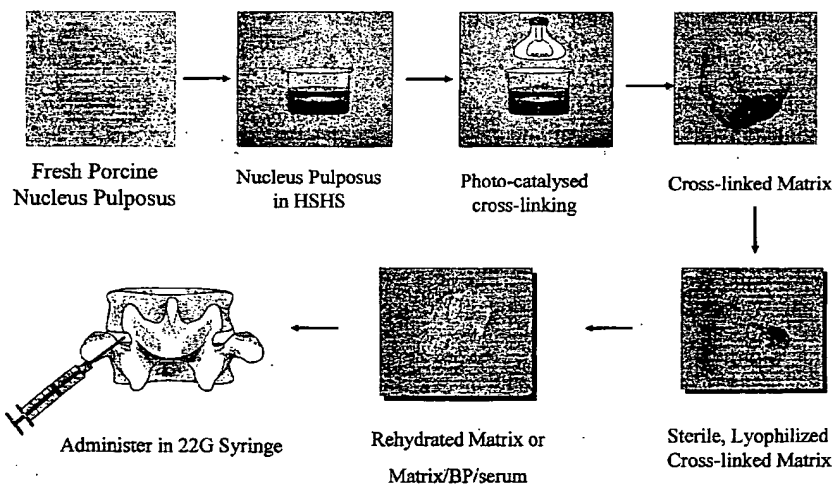 Fresh Porcine
Nucleus Pulposus
Nucleus Pulposus
in HSHS
Photo-catalysed
cross-linking
Cross-linked Matrix
Sterile, Lyophilized
Cross-linked Matrix
Rehydrated Matrix or
Matrix/BP/serum
Administer in 22G Syringe